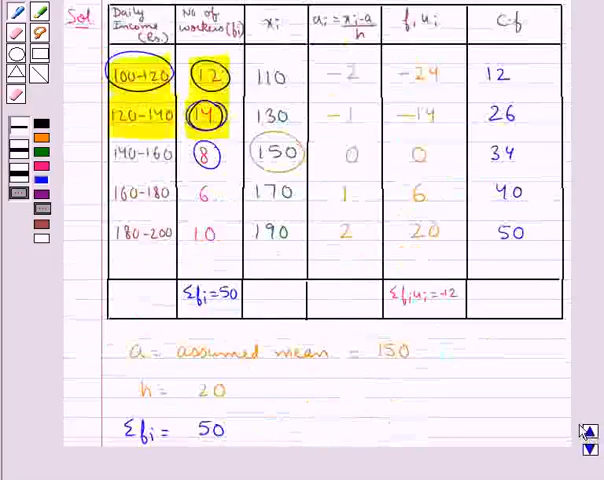 Sol Daily Income (Rs.) No of workers (fi) xi ui = xi-a/h fi ui C.f
100-120 12 110 -2 -24 12
120-140 14 130 -1 -14 26
140-160 8 150 0 0 34
160-180 6 170 1 6 40
180-200 10 190 2 20 50
Σfi=50 Σfiui=-12
a = assumed mean = 150
h = 20
Σfi = 50